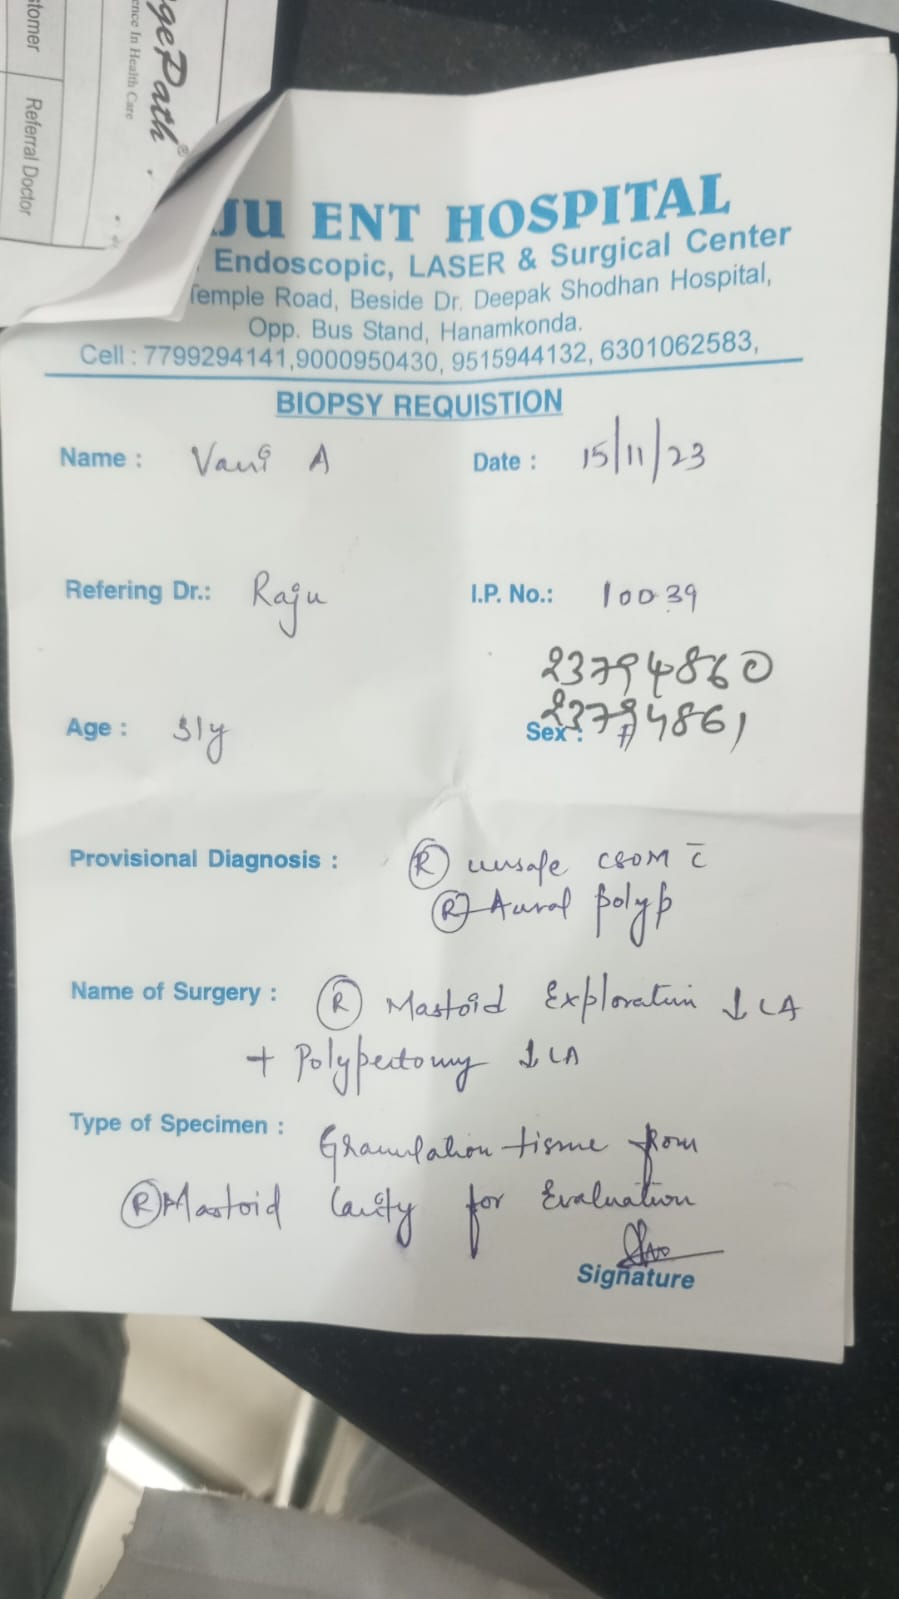 stomer
Referral Doctor
gePath®
ence In Health Care
JU ENT HOSPITAL
Endoscopic, LASER & Surgical Center
Temple Road, Beside Dr. Deepak Shodhan Hospital,
Opp. Bus Stand, Hanamkonda.
Cell : 7799294141,9000950430, 9515944132, 6301062583,
BIOPSY REQUISTION
Name : Vani A Date : 15/11/23
Refering Dr.: Raju I.P. No.: 10039
23794860
23794861
Age : 31y Sex : F
Provisional Diagnosis : Ⓡ unsafe CSOM c̄
Ⓡ Aural polyp
Name of Surgery : Ⓡ Mastoid Exploration ↓ LA
+ Polypectomy ↓ LA
Type of Specimen : Granulation tissue from
Ⓡ Mastoid Cavity for Evaluation
Signature